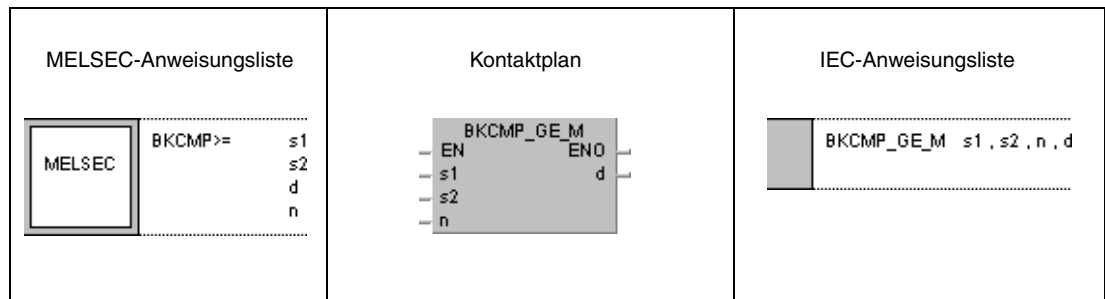 MELSEC-Anweisungsliste
MELSEC
BKCMP>= s1
s2
d
n
Kontaktplan
BKCMP_GE_M
EN ENO
s1 d
s2
n
IEC-Anweisungsliste
BKCMP_GE_M s1 , s2 , n , d